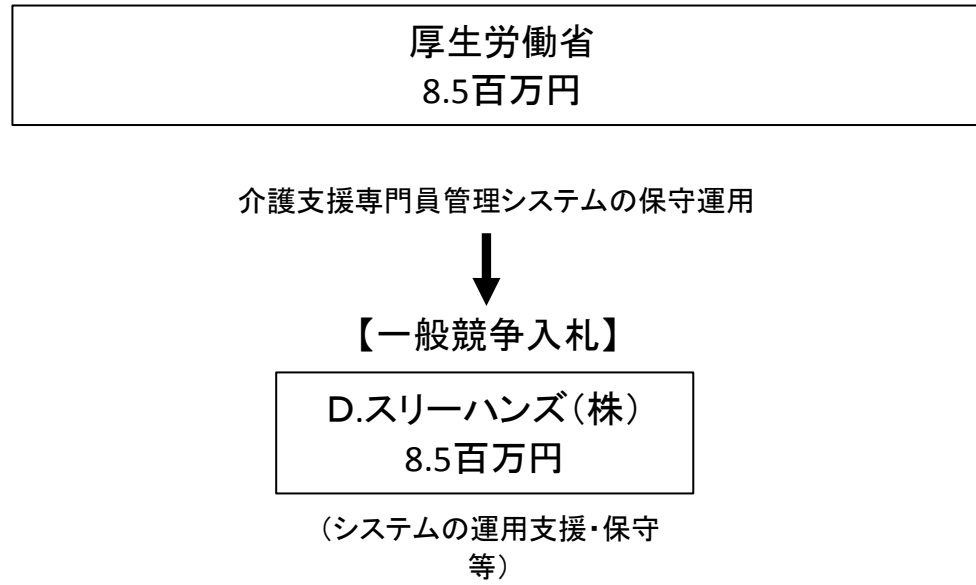 厚生労働省
8.5百万円
介護支援専門員管理システムの保守運用
【一般競争入札】
Ｄ.スリーハンズ（株）
8.5百万円
（システムの運用支援・保守
等）